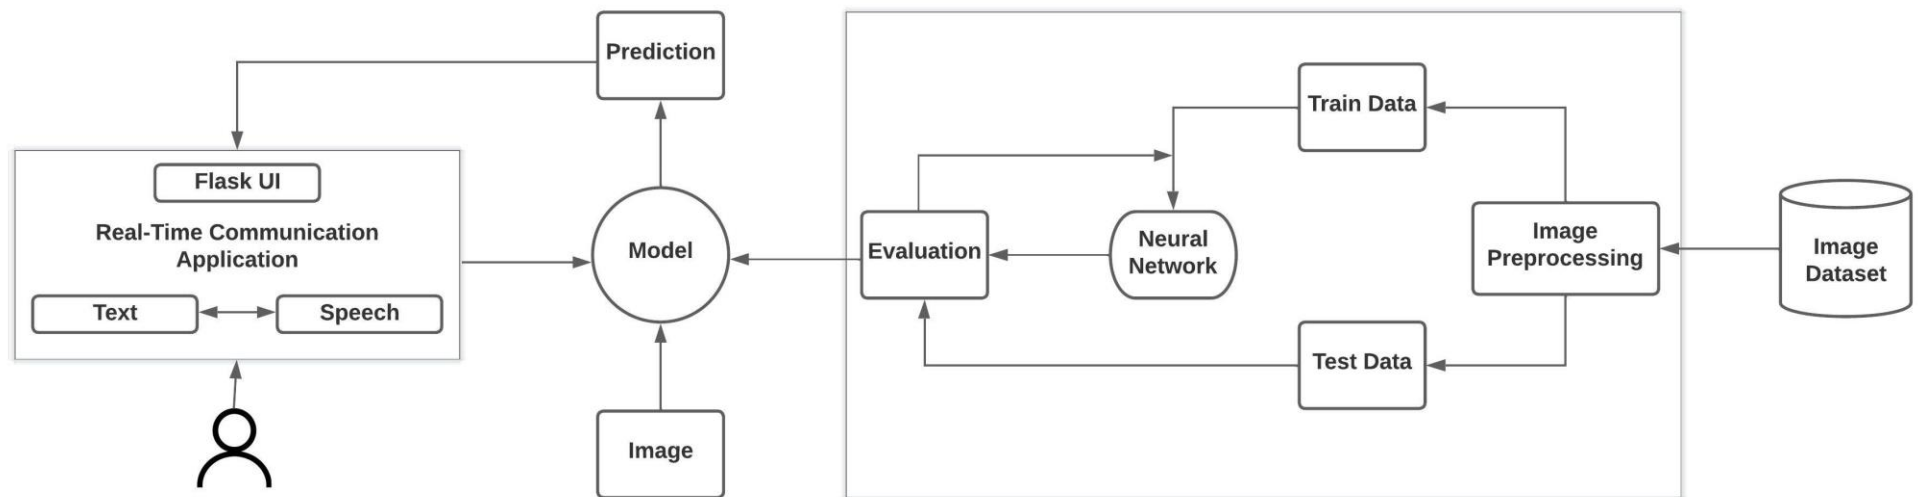 Prediction
Flask UI
Real-Time Communication
Application
Text
Speech
Model
Image
Train Data
Evaluation
Neural
Network
Image
Preprocessing
Test Data
Image
Dataset